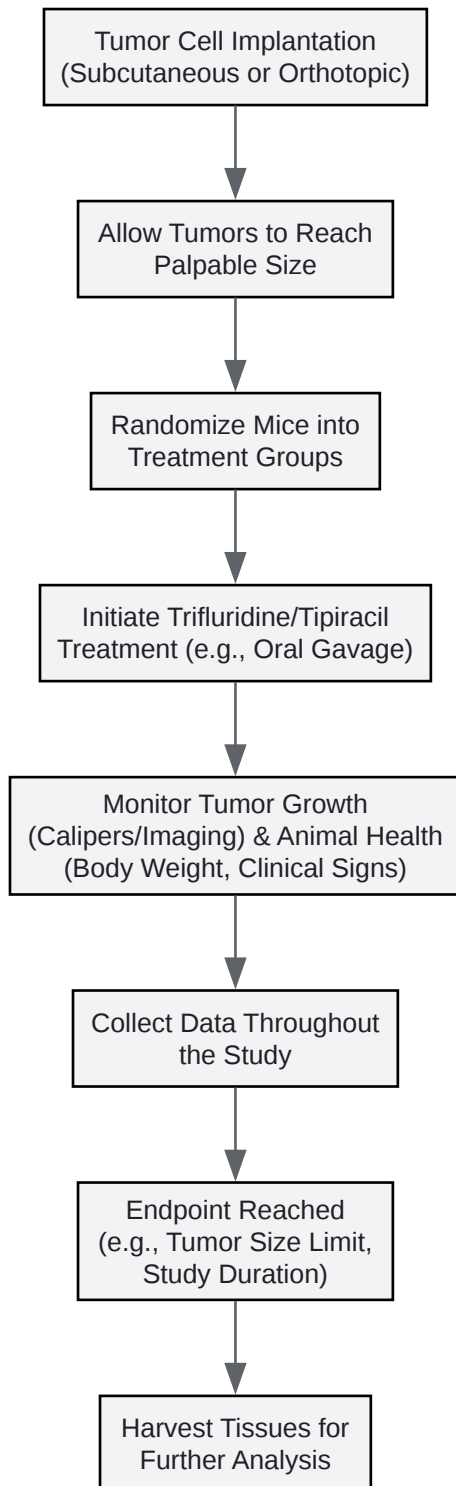 Tumor Cell Implantation
(Subcutaneous or Orthotopic)
Allow Tumors to Reach
Palpable Size
Randomize Mice into
Treatment Groups
Initiate Trifluridine/Tipiracil
Treatment (e.g., Oral Gavage)
Monitor Tumor Growth
(Calipers/Imaging) & Animal Health
(Body Weight, Clinical Signs)
Collect Data Throughout
the Study
Endpoint Reached
(e.g., Tumor Size Limit,
Study Duration)
Harvest Tissues for
Further Analysis